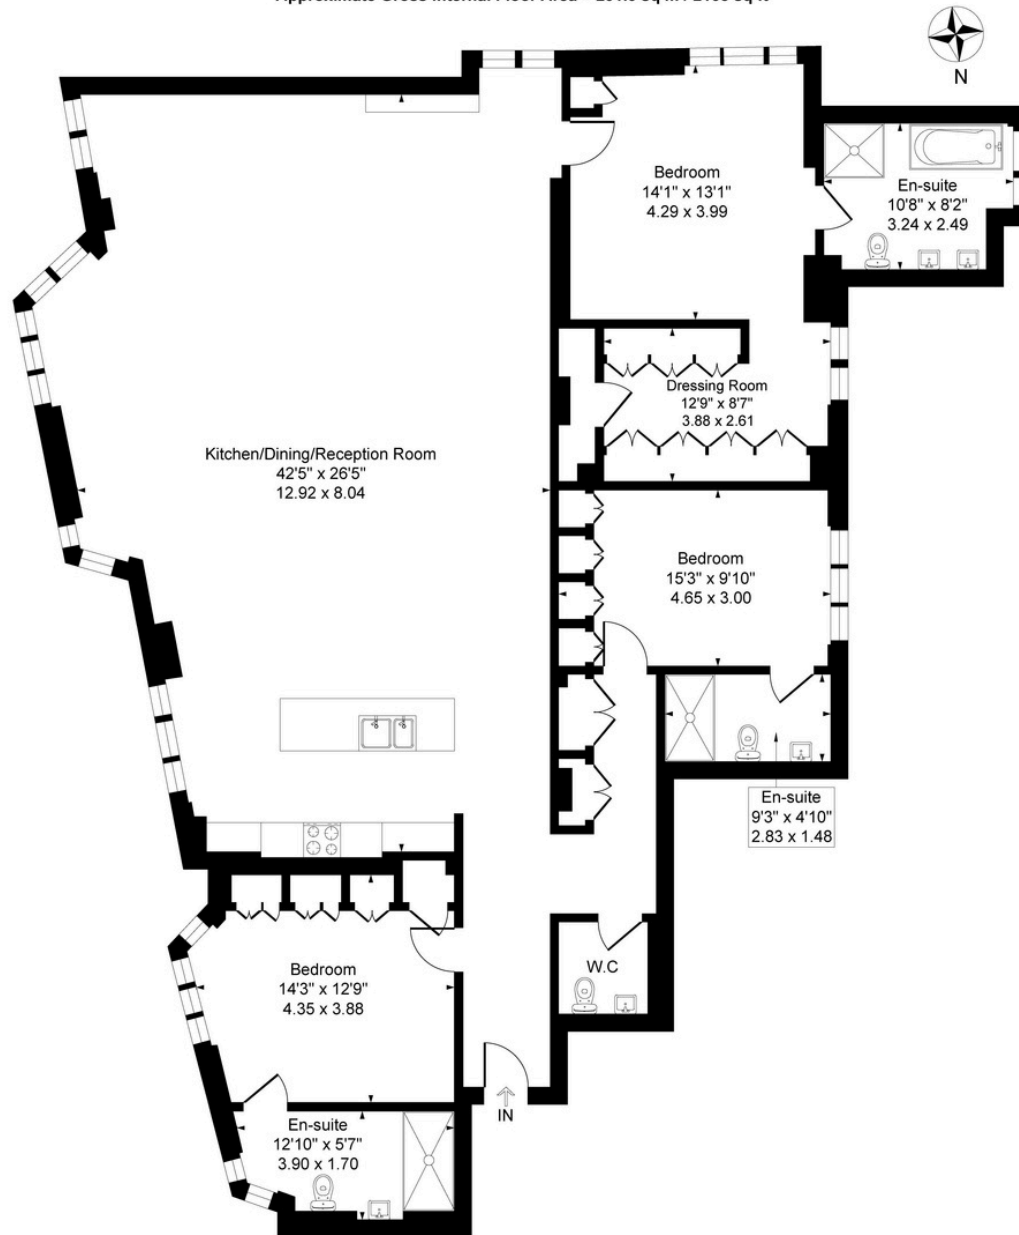 N
Bedroom
14'1" x 13'1"
4.29 x 3.99
En-suite
10'8" x 8'2"
3.24 x 2.49
Dressing Room
12'9" x 8'7"
3.88 x 2.61
Kitchen/Dining/Reception Room
42'5" x 26'5"
12.92 x 8.04
Bedroom
15'3" x 9'10"
4.65 x 3.00
En-suite
9'3" x 4'10"
2.83 x 1.48
W.C
Bedroom
14'3" x 12'9"
4.35 x 3.88
IN
En-suite
12'10" x 5'7"
3.90 x 1.70